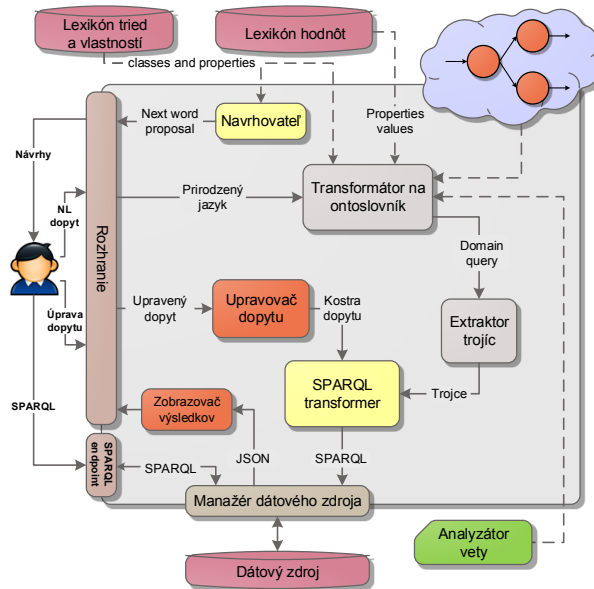 Lexikón tried
a vlastností
Lexikón hodnôt
classes and properties
Next word
proposal
Navrhovateľ
Properties
values
Návrhy
NL
dopyt
Rozhranie
Prirodzený
jazyk
Transformátor na
ontoslovník
Domain
query
Úprava
dopytu
Upravený
dopyt
Upravovač
dopytu
Kostra
dopytu
Extraktor
trojíc
SPARQL
Zobrazovač
výsledkov
SPARQL
transformer
Trojce
SPARQL
endpoint
SPARQL
JSON
SPARQL
Manažér dátového zdroja
Analyzátor
vety
Dátový zdroj